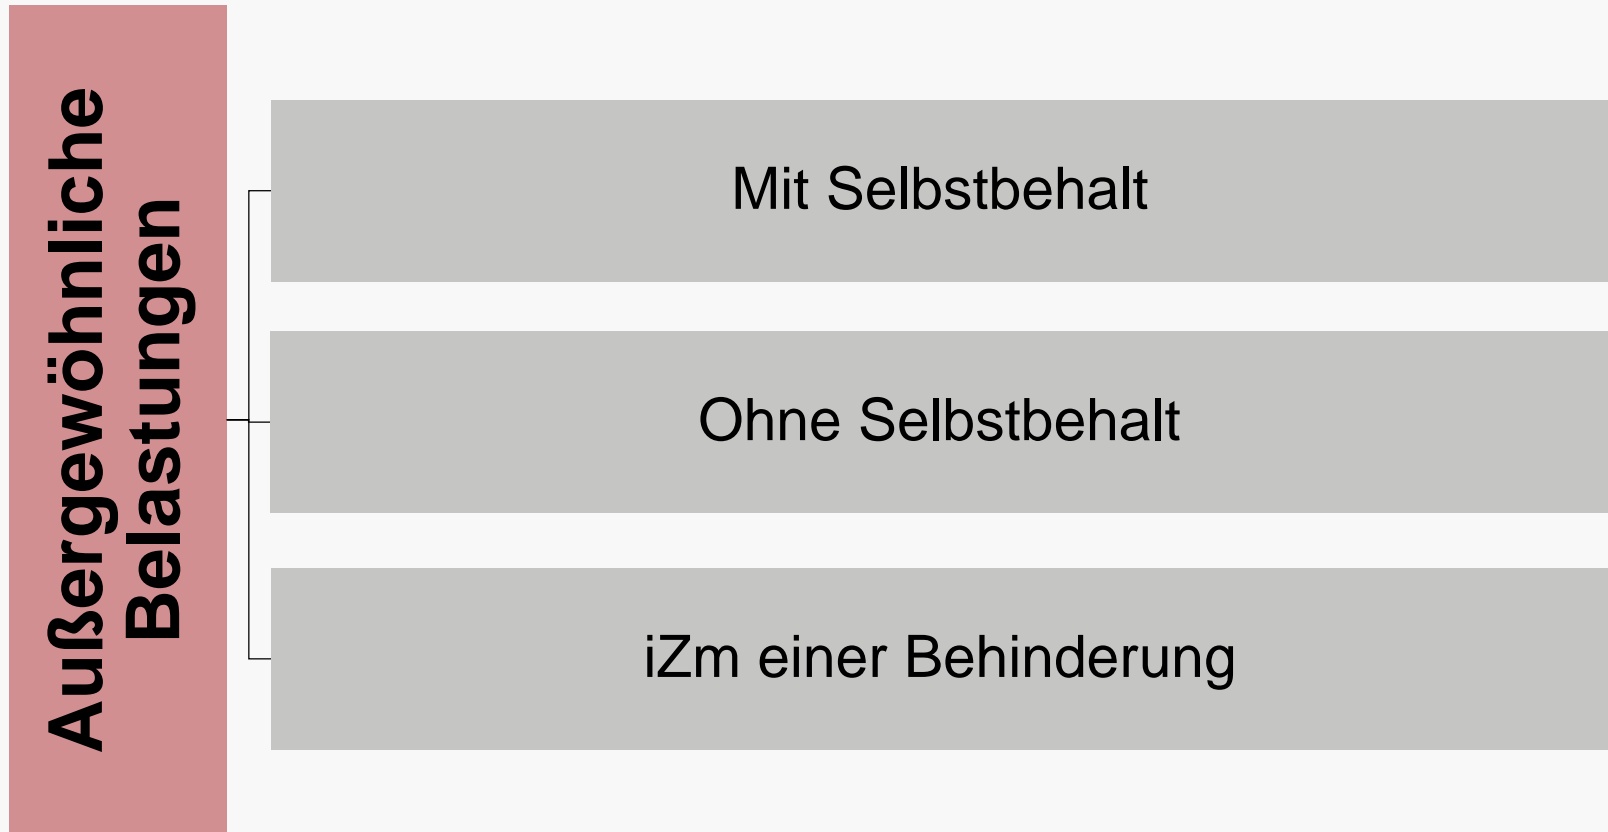 Außergewöhnliche
Belastungen
Mit Selbstbehalt
Ohne Selbstbehalt
iZm einer Behinderung